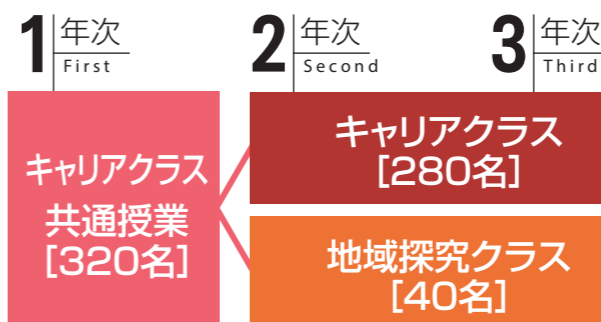 1年次
First
2年次
Second
3年次
Third
キャリアクラス
共通授業
[320名]
キャリアクラス
[280名]
地域探究クラス
[40名]